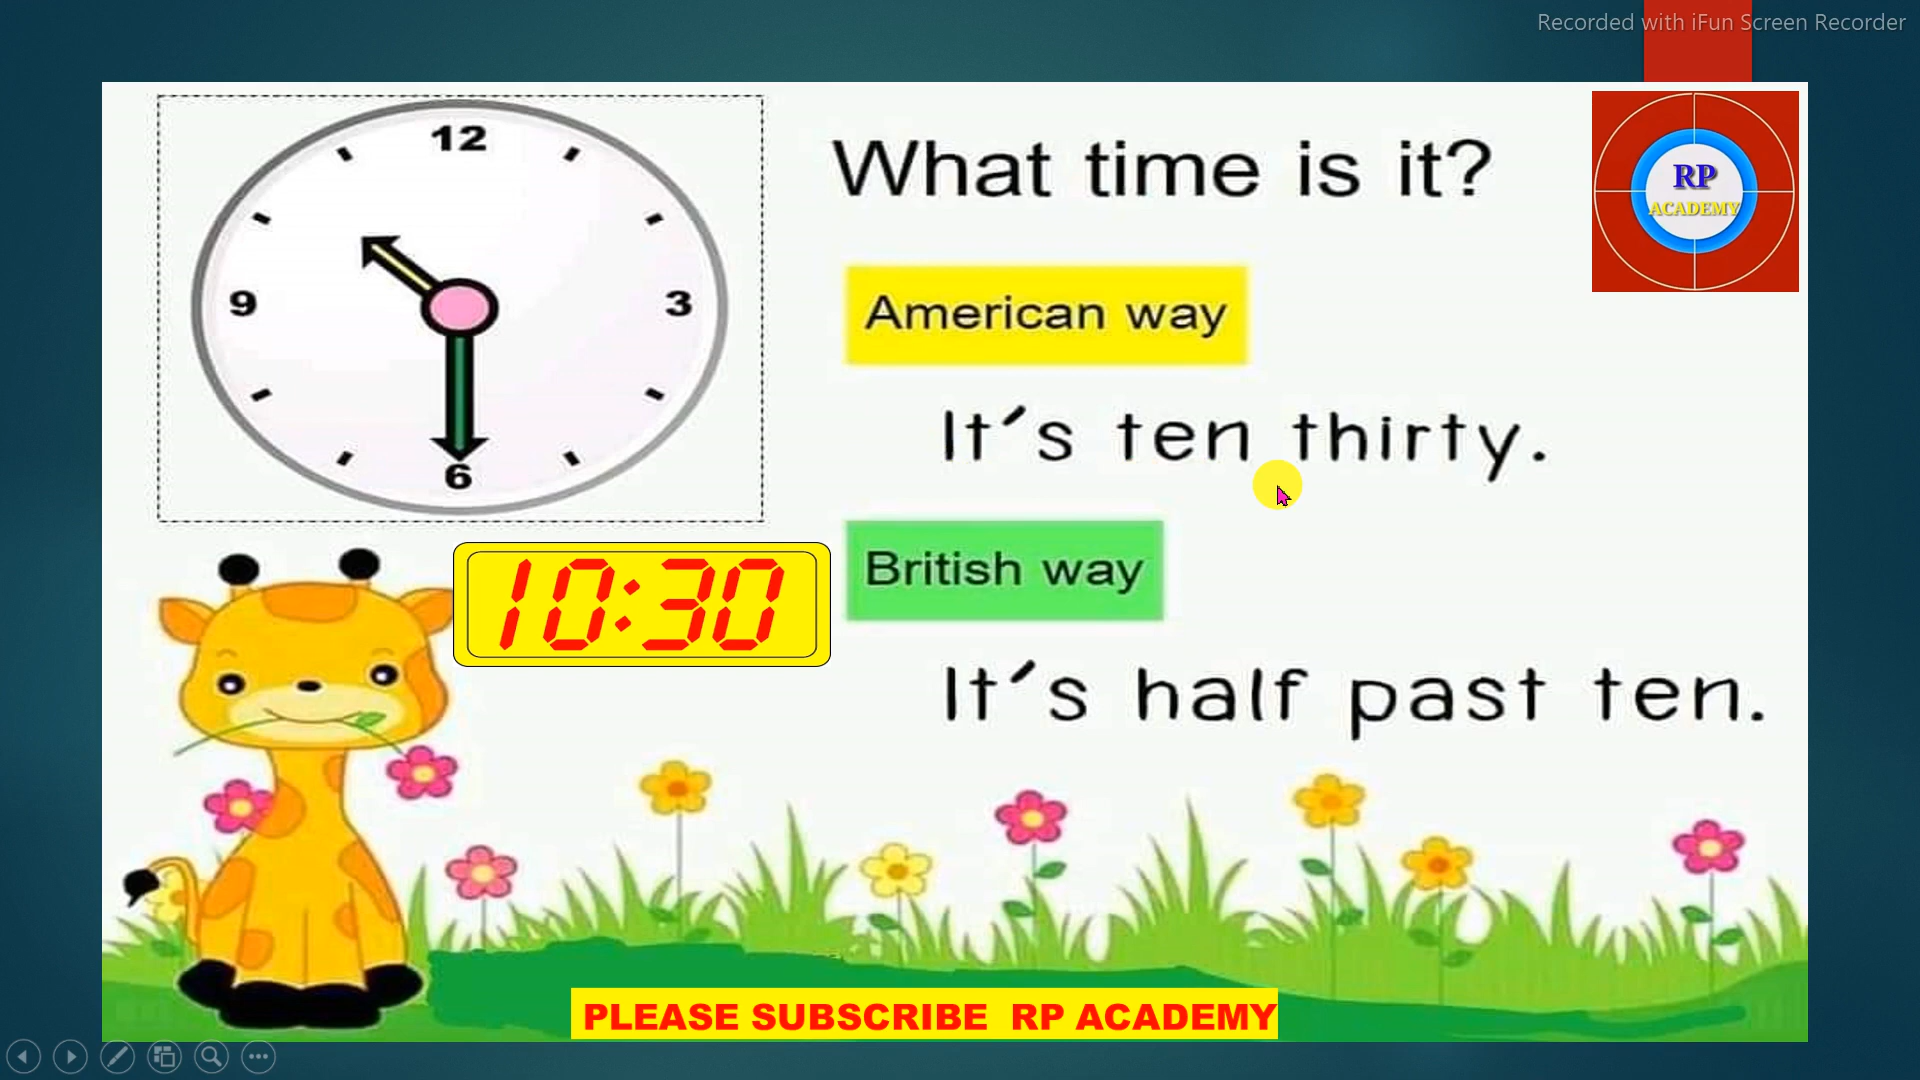 Recorded with iFun Screen Recorder
12
9
3
6
What time is it?
RP
ACADEMY
American way
It's ten thirty.
10:30
British way
It's half past ten.
PLEASE SUBSCRIBE RP ACADEMY